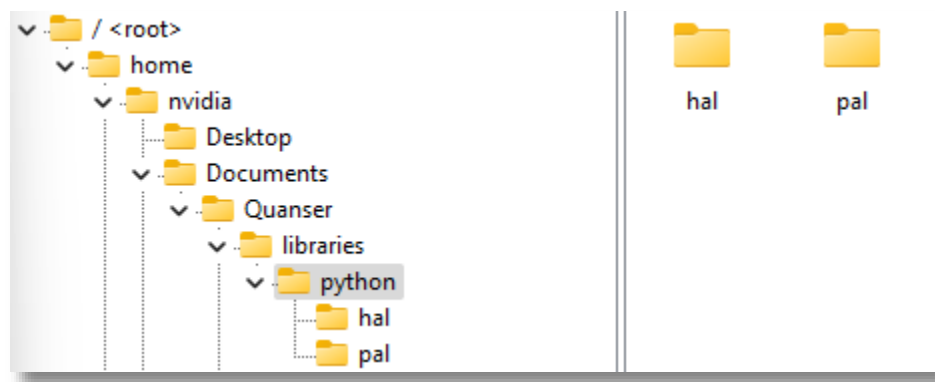 / <root>
home
nvidia
Desktop
Documents
Quanser
libraries
python
hal
pal
hal
pal